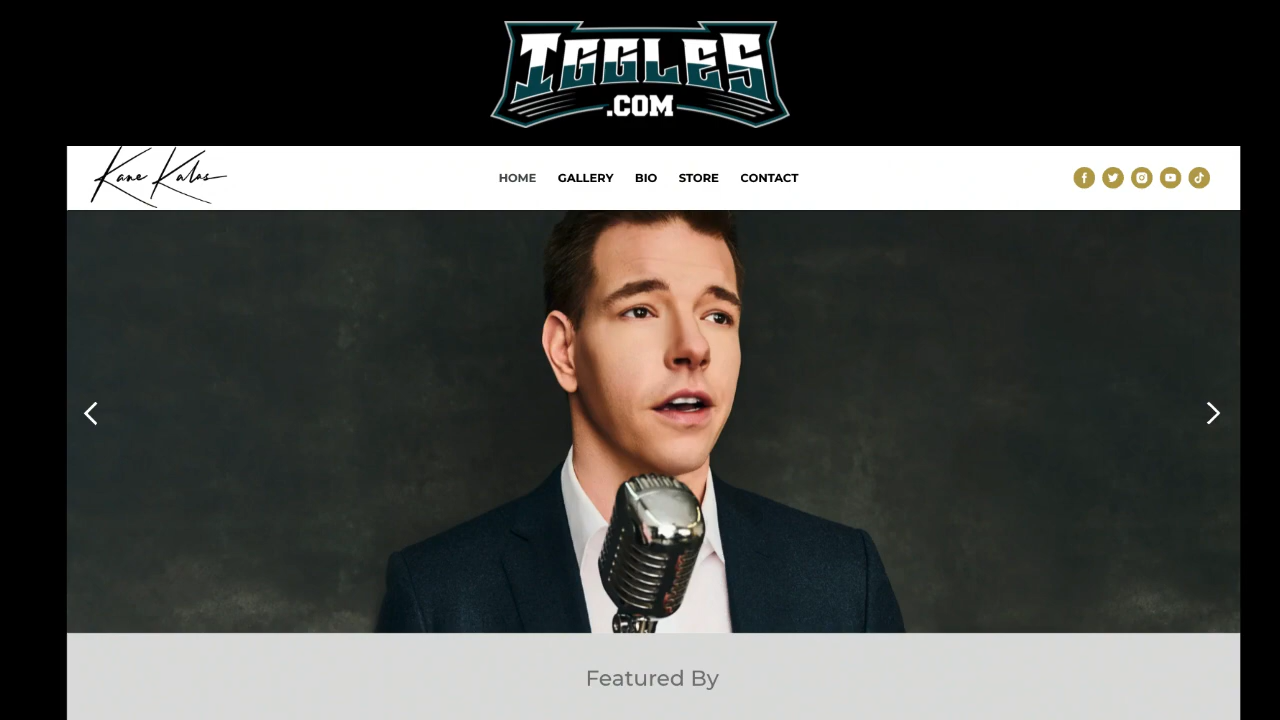 IGGLES
.COM
Kane Kalas
HOME GALLERY BIO STORE CONTACT
Featured By